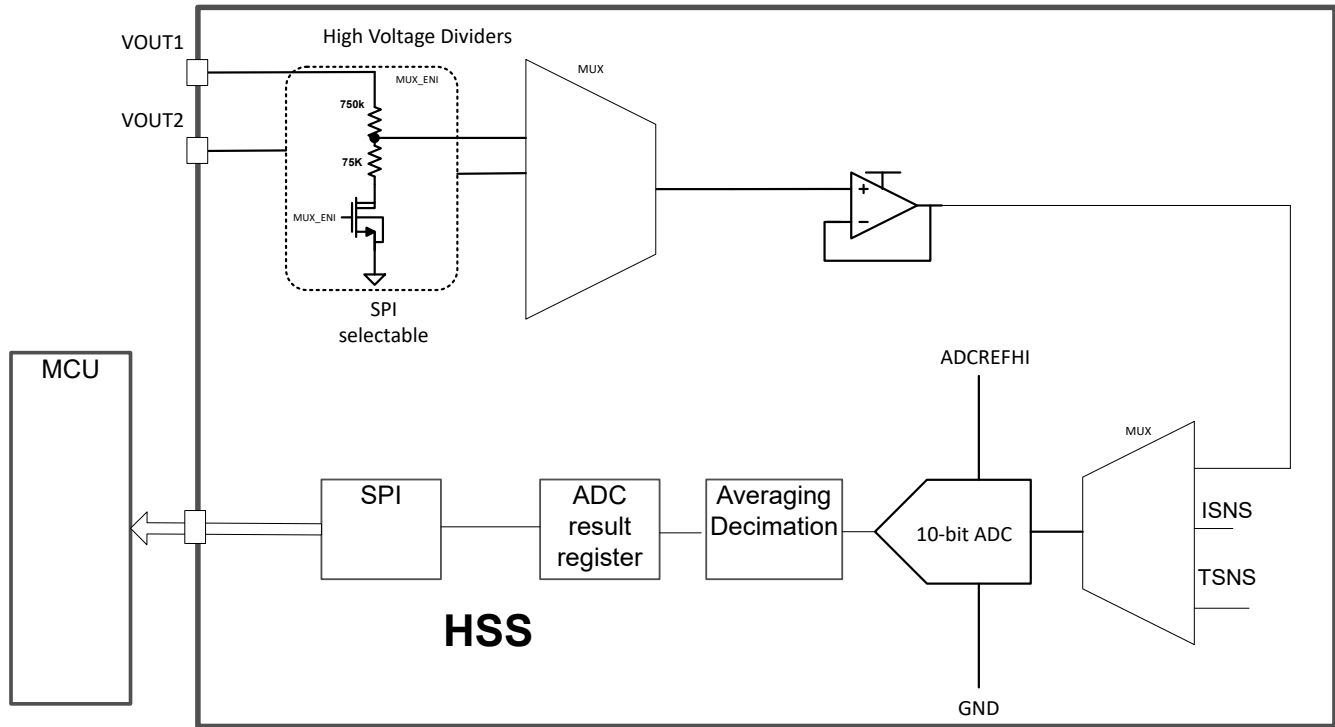 High Voltage Dividers
VOUT1
MUX_ENI
MUX
750k
VOUT2
75K
+
MUX_ENI
−
SPI
selectable
MCU
ADCREFHI
MUX
SPI
ADC
result
register
Averaging
Decimation
10-bit ADC
ISNS
TSNS
HSS
GND